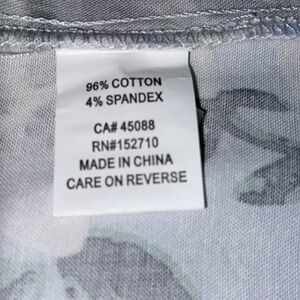 96% COTTON
4% SPANDEX
CA# 45088
RN#152710
MADE IN CHINA
CARE ON REVERSE